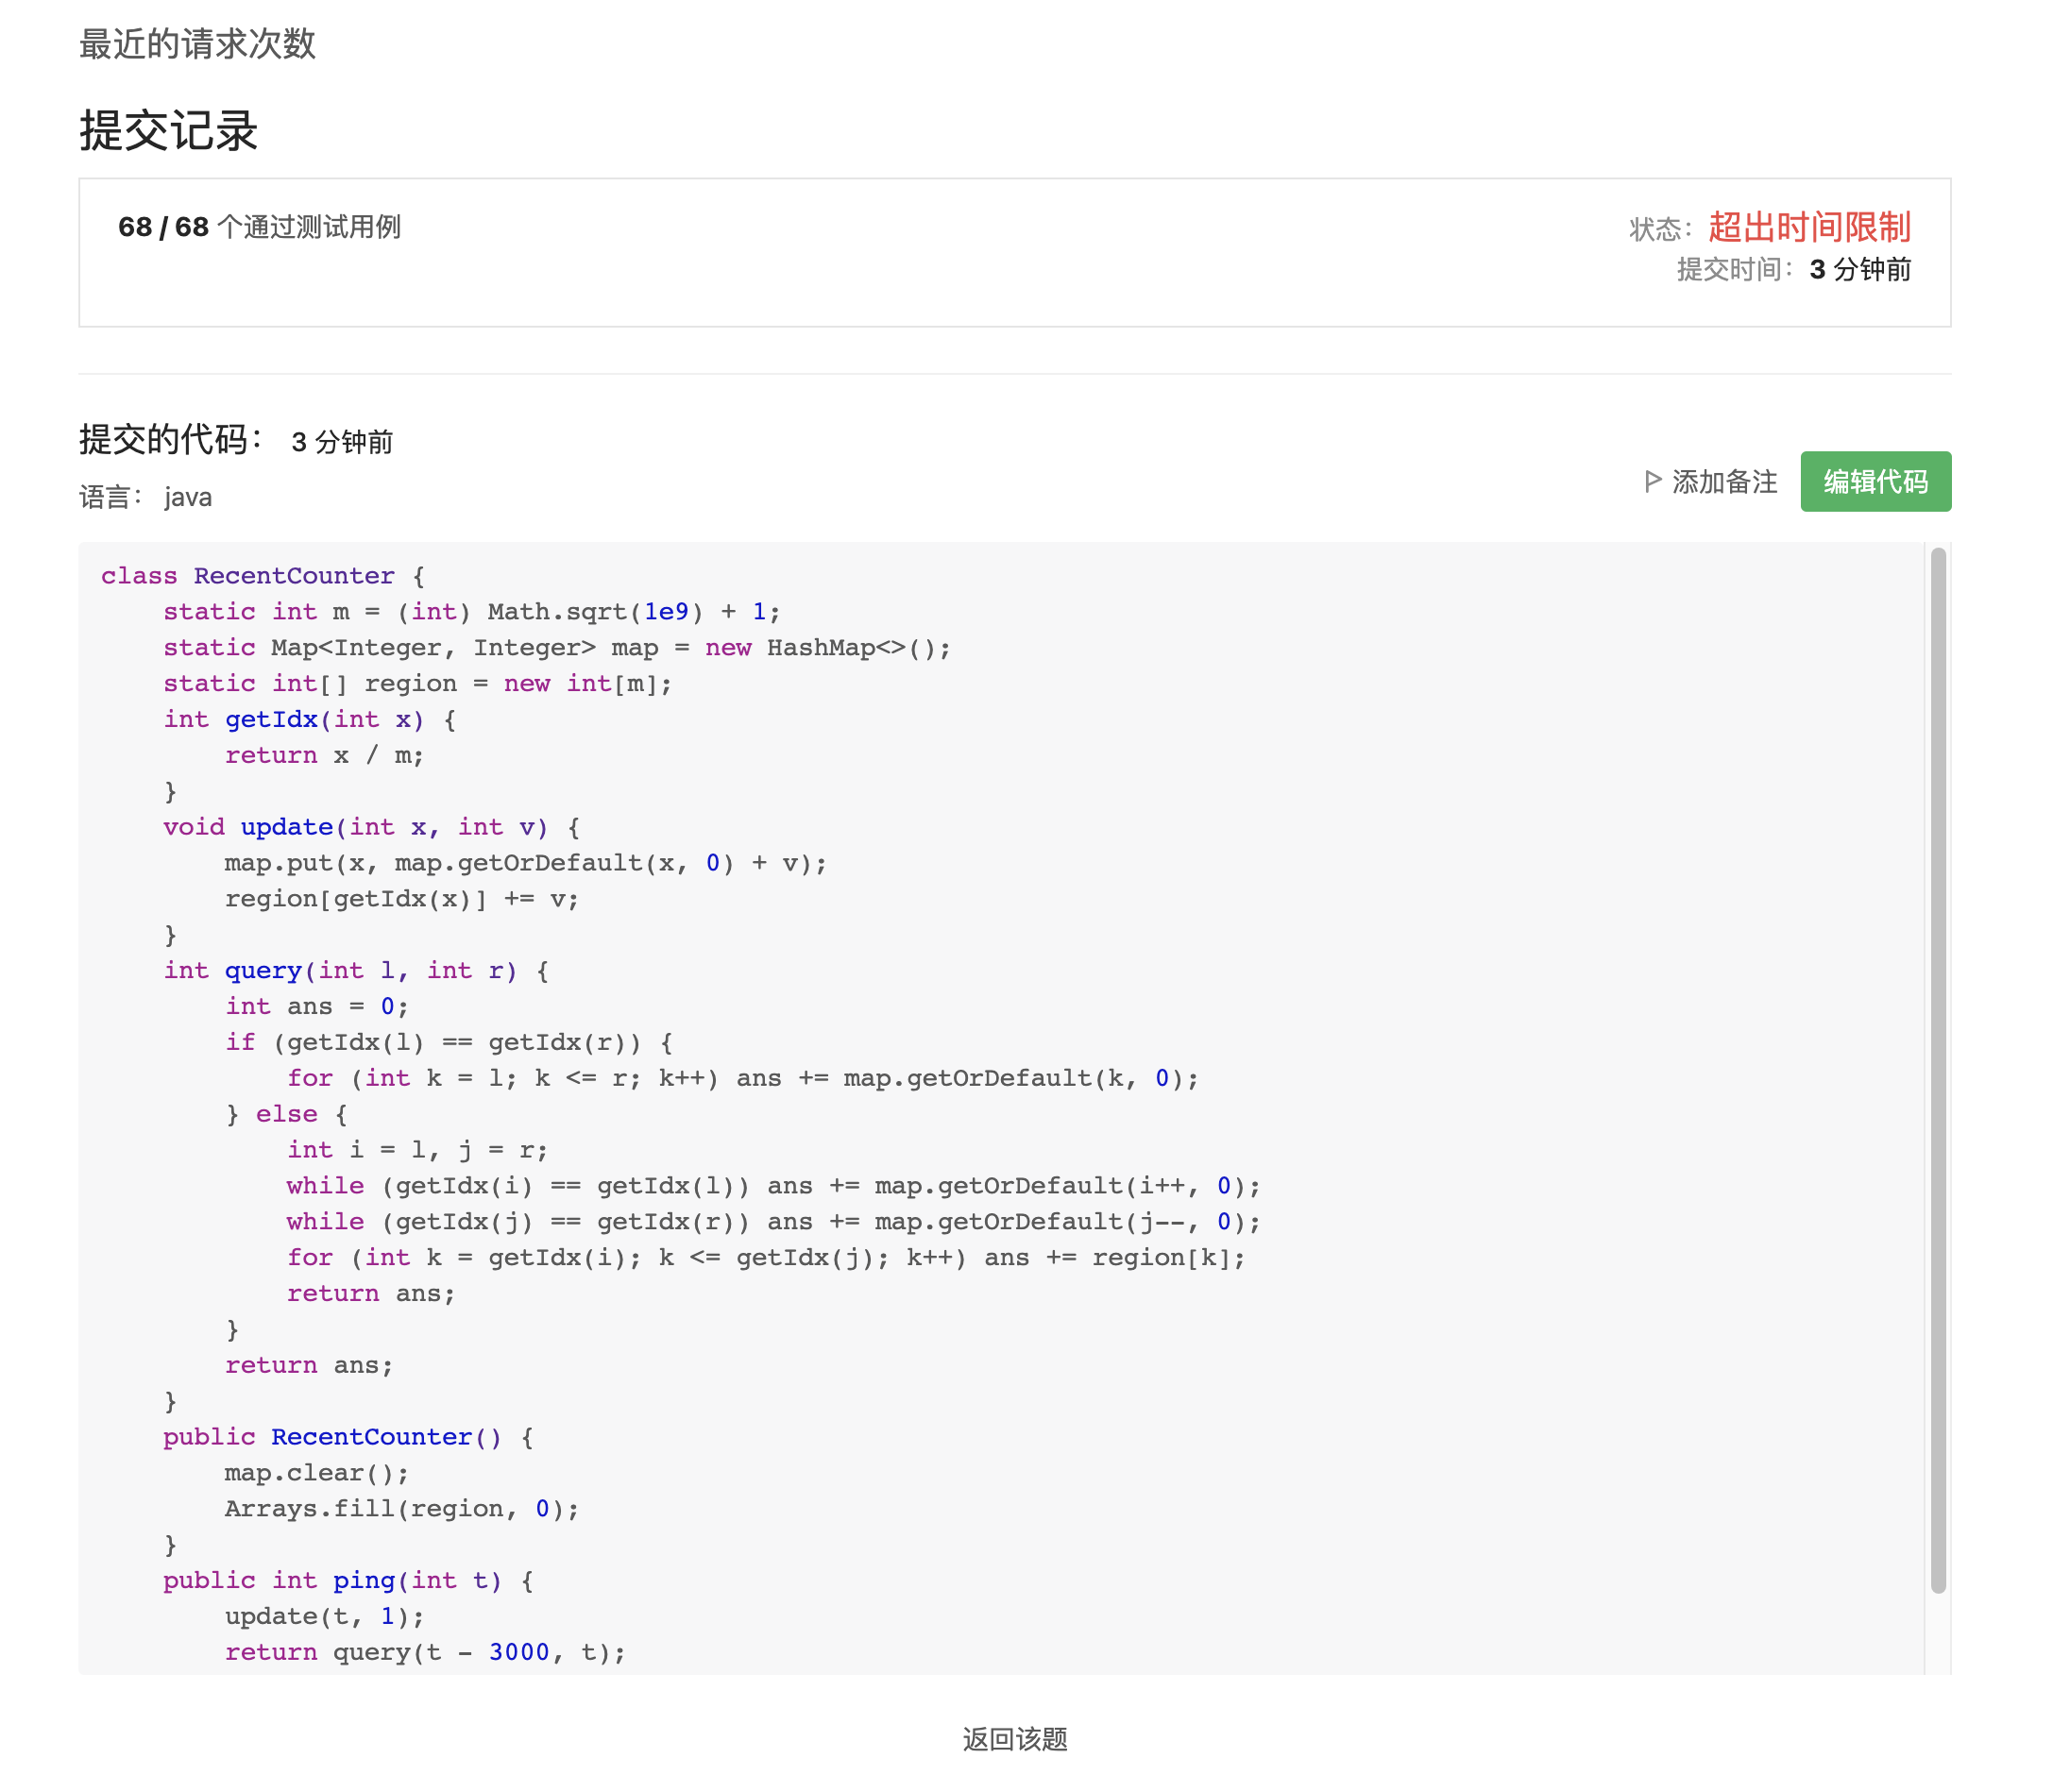 最近的请求次数
提交记录
68 / 68 个通过测试用例
状态： 超出时间限制
提交时间： 3 分钟前
提交的代码： 3 分钟前
语言： java
添加备注
编辑代码
class RecentCounter {
    static int m = (int) Math.sqrt(1e9) + 1;
    static Map<Integer, Integer> map = new HashMap<>();
    static int[] region = new int[m];
    int getIdx(int x) {
        return x / m;
    }
    void update(int x, int v) {
        map.put(x, map.getOrDefault(x, 0) + v);
        region[getIdx(x)] += v;
    }
    int query(int l, int r) {
        int ans = 0;
        if (getIdx(l) == getIdx(r)) {
            for (int k = l; k <= r; k++) ans += map.getOrDefault(k, 0);
        } else {
            int i = l, j = r;
            while (getIdx(i) == getIdx(l)) ans += map.getOrDefault(i++, 0);
            while (getIdx(j) == getIdx(r)) ans += map.getOrDefault(j--, 0);
            for (int k = getIdx(i); k <= getIdx(j); k++) ans += region[k];
            return ans;
        }
        return ans;
    }
    public RecentCounter() {
        map.clear();
        Arrays.fill(region, 0);
    }
    public int ping(int t) {
        update(t, 1);
        return query(t - 3000, t);
返回该题